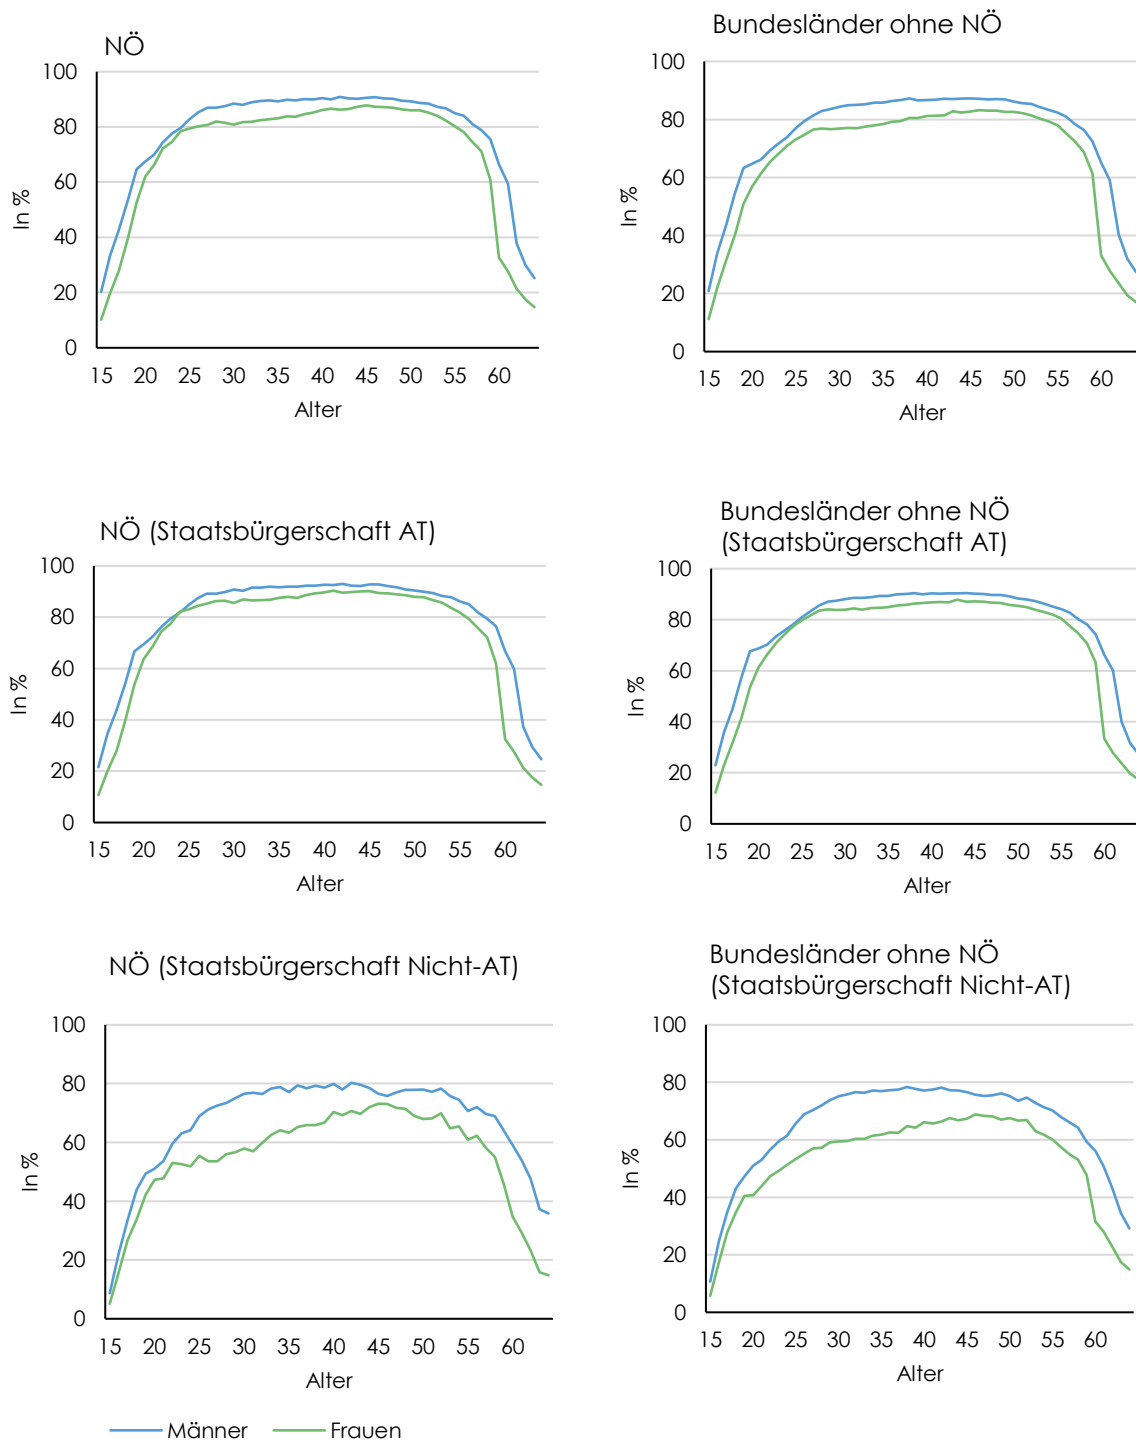 NÖ
100
80
60
40
20
0
In %
15 20 25 30 35 40 45 50 55 60
Alter
Bundesländer ohne NÖ
100
80
60
40
20
0
In %
15 20 25 30 35 40 45 50 55 60
Alter
NÖ (Staatsbürgerschaft AT)
100
80
60
40
20
0
In %
15 20 25 30 35 40 45 50 55 60
Alter
Bundesländer ohne NÖ
(Staatsbürgerschaft AT)
100
80
60
40
20
0
In %
15 20 25 30 35 40 45 50 55 60
Alter
NÖ (Staatsbürgerschaft Nicht-AT)
100
80
60
40
20
0
In %
15 20 25 30 35 40 45 50 55 60
Alter
Bundesländer ohne NÖ
(Staatsbürgerschaft Nicht-AT)
100
80
60
40
20
0
In %
15 20 25 30 35 40 45 50 55 60
Alter
Männer Frauen